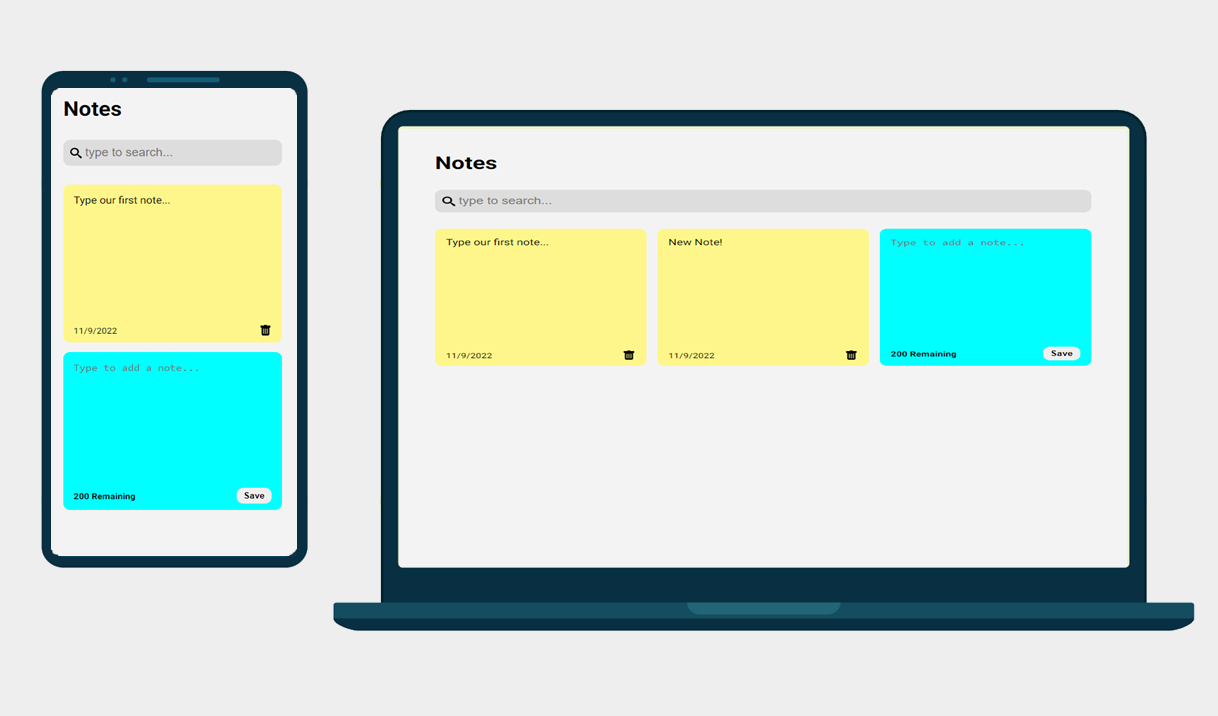 Notes
type to search...
Type our first note...
11/9/2022
Type to add a note...
200 Remaining Save
Notes
type to search...
Type our first note... New Note! Type to add a note...
11/9/2022 11/9/2022 200 Remaining Save